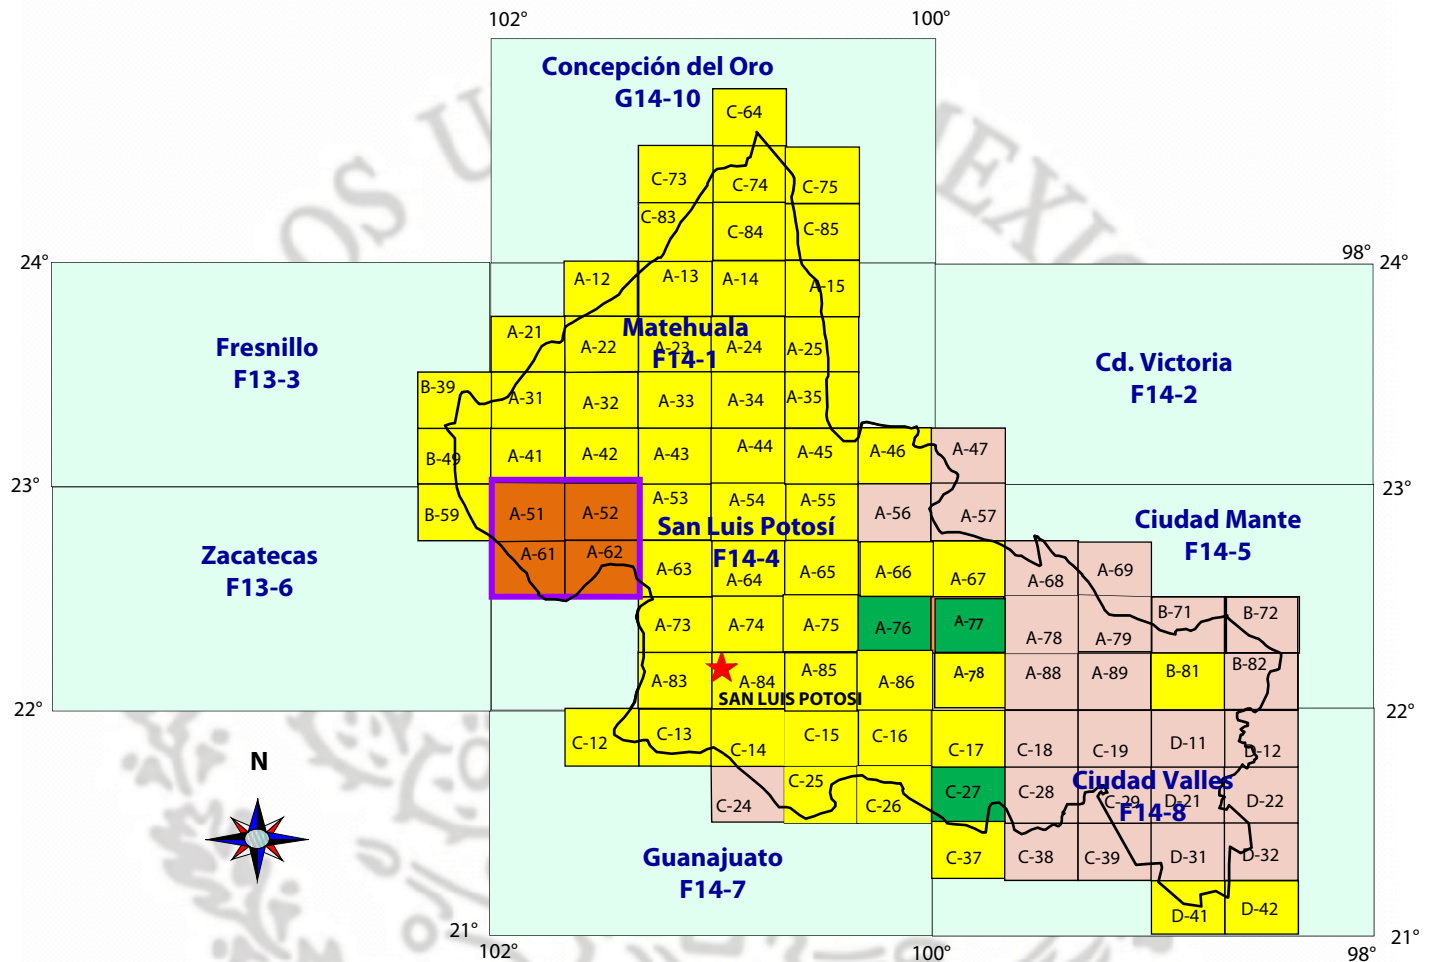 102°
100°
Concepción del Oro
G14-10
C-64
C-73
C-74
C-75
C-83
C-84
C-85
24°
98°
24°
A-12
A-13
A-14
A-15
Matehuala
F14-1
A-21
A-22
A-23
A-24
A-25
Fresnillo
F13-3
Cd. Victoria
F14-2
B-39
A-31
A-32
A-33
A-34
A-35
B-49
A-41
A-42
A-43
A-44
A-45
A-46
A-47
23°
23°
B-59
A-51
A-52
A-53
A-54
A-55
A-56
A-57
San Luis Potosí
F14-4
Ciudad Mante
F14-5
Zacatecas
F13-6
A-61
A-62
A-63
A-64
A-65
A-66
A-67
A-68
A-69
A-73
A-74
A-75
A-76
A-77
A-78
A-79
B-71
B-72
A-83
A-84
A-85
A-86
A-78
A-88
A-89
B-81
B-82
SAN LUIS POTOSI
22°
22°
C-12
C-13
C-14
C-15
C-16
C-17
C-18
C-19
D-11
D-12
N
Ciudad Valles
F14-8
C-24
C-25
C-26
C-27
C-28
C-29
D-21
D-22
Guanajuato
F14-7
C-37
C-38
C-39
D-31
D-32
D-41
D-42
21°
21°
102°
100°
98°
OS U
MEXIC